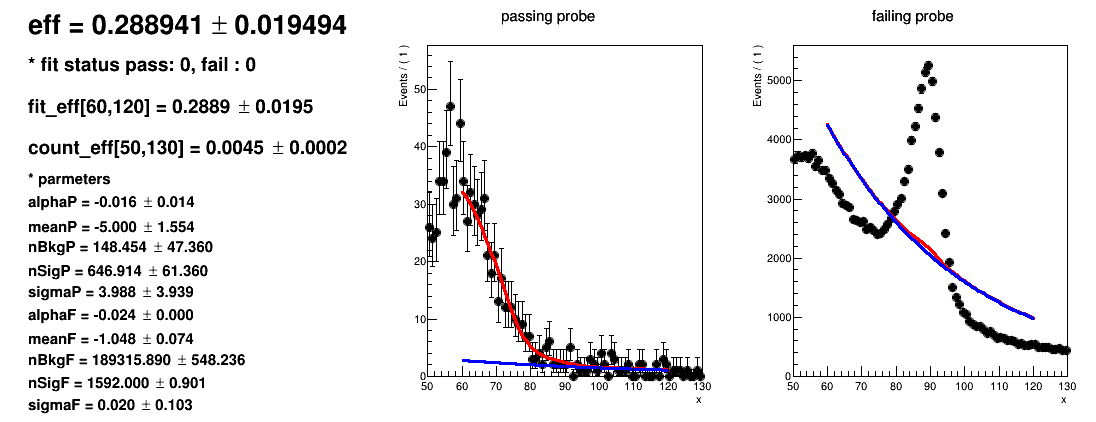 eff = 0.288941 ± 0.019494
* fit status pass: 0, fail : 0
fit_eff[60,120] = 0.2889 ± 0.0195
count_eff[50,130] = 0.0045 ± 0.0002
* parmeters
alphaP = -0.016 ± 0.014
meanP = -5.000 ± 1.554
nBkgP = 148.454 ± 47.360
nSigP = 646.914 ± 61.360
sigmaP = 3.988 ± 3.939
alphaF = -0.024 ± 0.000
meanF = -1.048 ± 0.074
nBkgF = 189315.890 ± 548.236
nSigF = 1592.000 ± 0.901
sigmaF = 0.020 ± 0.103
passing probe
Events / ( 1 )
50
40
30
20
10
0
50 60 70 80 90 100 110 120 130
x
failing probe
Events / ( 1 )
5000
4000
3000
2000
1000
0
50 60 70 80 90 100 110 120 130
x